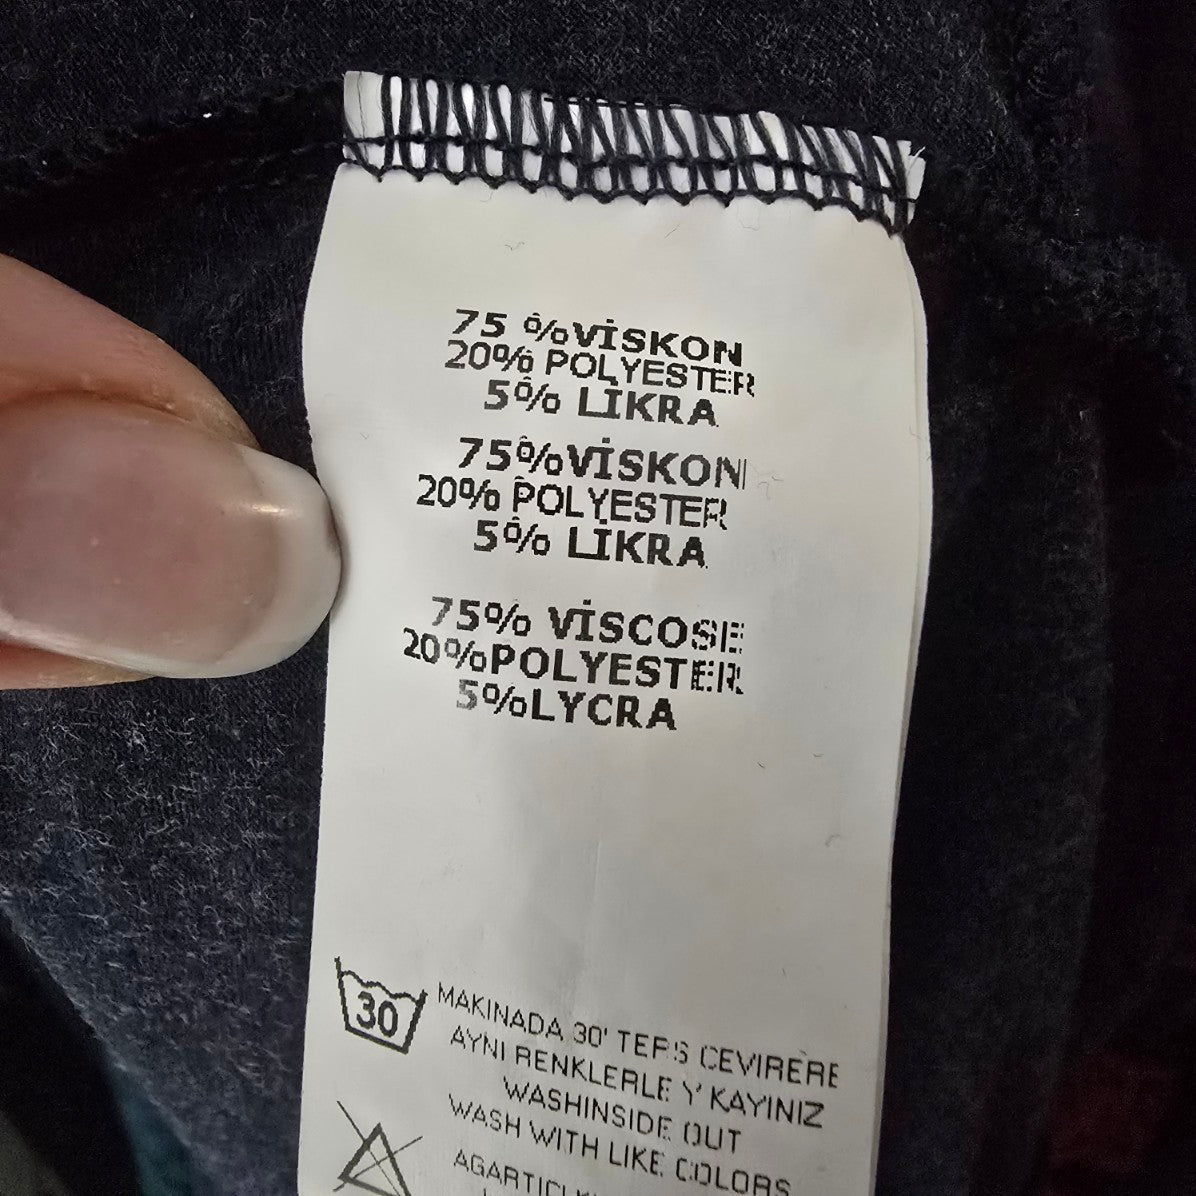 75 %VİSKON
20% POLYESTER
5% LİKRA
75%VİSKON
20% POLYESTER
5% LİKRA
75% VİSCOSE
20%POLYESTER
5%LYCRA
30
MAKINADA 30' TERS CEVIRERE
AYNI RENKLERLE Y KAYINIZ
WASHINSIDE OUT
WASH WITH LIKE COLORS